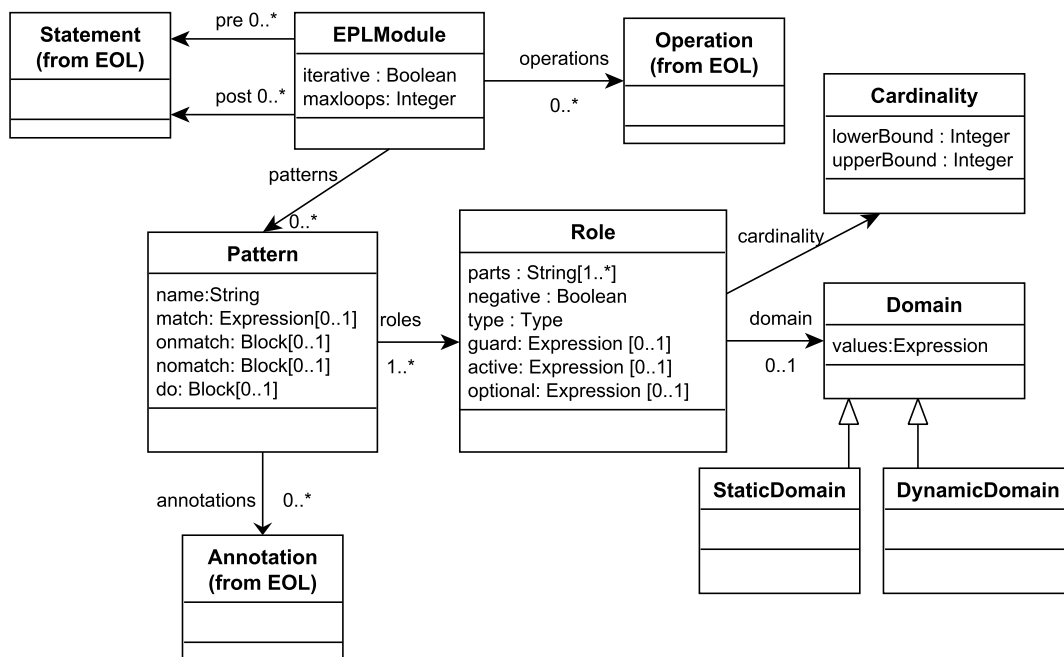 Statement
(from EOL)
pre 0..*
post 0..*
EPLModule
iterative : Boolean
maxloops: Integer
operations
0..*
Operation
(from EOL)
Cardinality
lowerBound : Integer
upperBound : Integer
patterns
0..*
Pattern
name:String
match: Expression[0..1]
onmatch: Block[0..1]
nomatch: Block[0..1]
do: Block[0..1]
roles
1..*
Role
parts : String[1..*]
negative : Boolean
type : Type
guard: Expression [0..1]
active: Expression [0..1]
optional: Expression [0..1]
cardinality
domain
0..1
Domain
values:Expression
StaticDomain
DynamicDomain
annotations
0..*
Annotation
(from EOL)